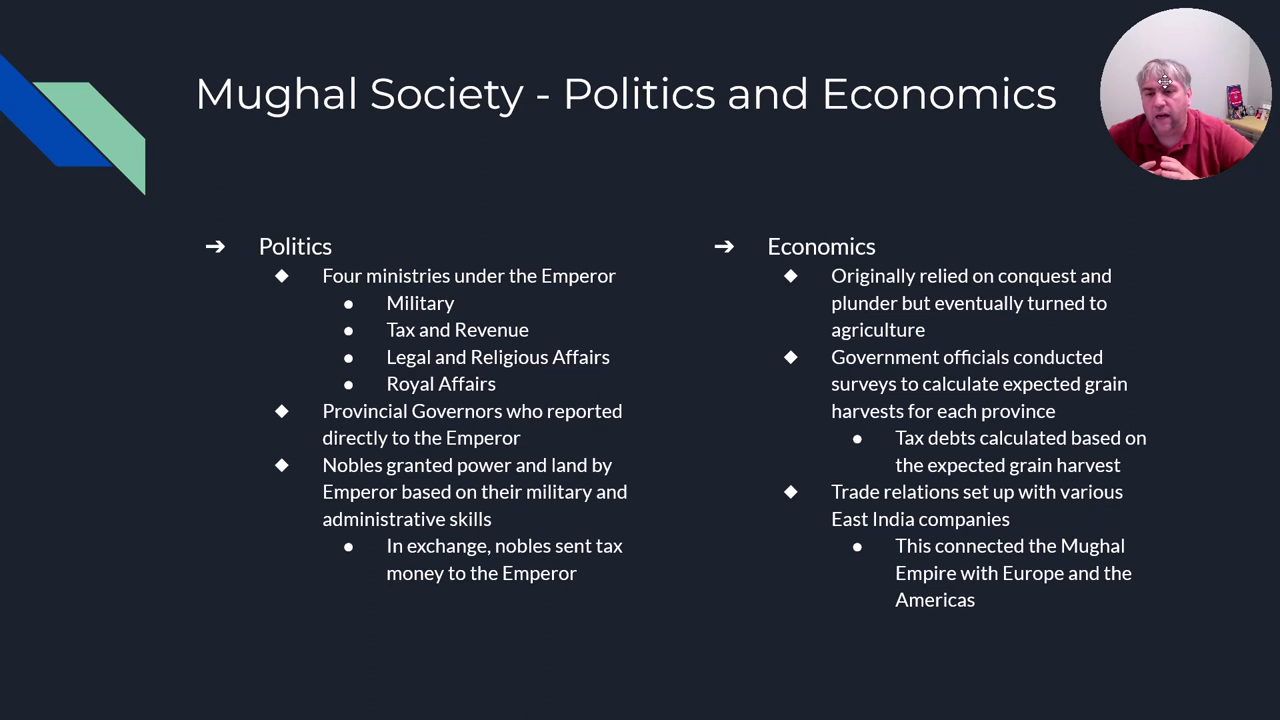 Mughal Society - Politics and Economics
➔ Politics
◆ Four ministries under the Emperor
● Military
● Tax and Revenue
● Legal and Religious Affairs
● Royal Affairs
◆ Provincial Governors who reported
directly to the Emperor
◆ Nobles granted power and land by
Emperor based on their military and
administrative skills
● In exchange, nobles sent tax
money to the Emperor
➔ Economics
◆ Originally relied on conquest and
plunder but eventually turned to
agriculture
◆ Government officials conducted
surveys to calculate expected grain
harvests for each province
● Tax debts calculated based on
the expected grain harvest
◆ Trade relations set up with various
East India companies
● This connected the Mughal
Empire with Europe and the
Americas